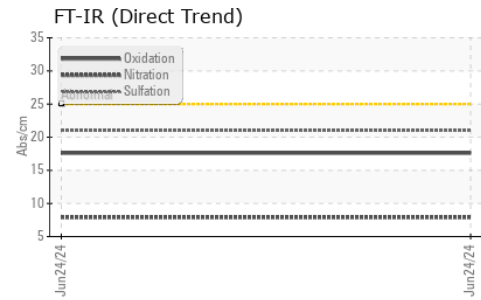 FT-IR (Direct Trend)
35
30
25
20
15
10
5
Abs/cm
Oxidation
Nitration
Sulfation
Abnormal
Jun24/24
Jun24/24